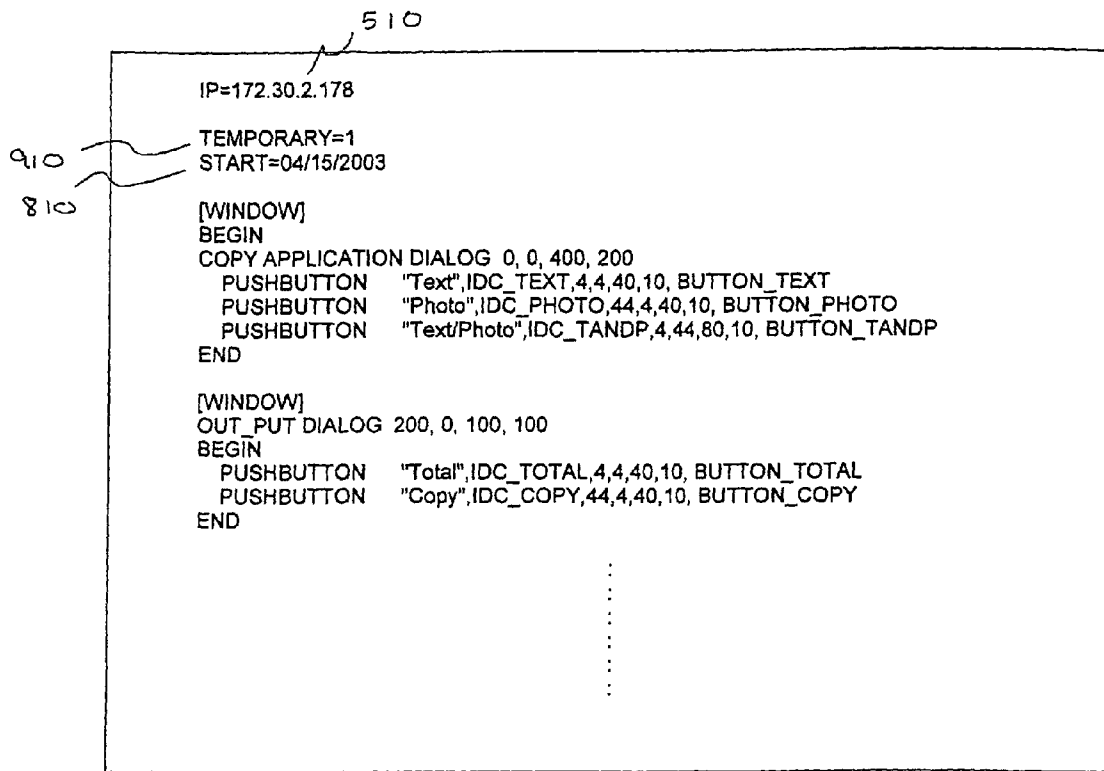 510
IP=172.30.2.178
910
TEMPORARY=1
810
START=04/15/2003
[WINDOW]
BEGIN
COPY APPLICATION DIALOG 0, 0, 400, 200
PUSHBUTTON "Text",IDC_TEXT,4,4,40,10, BUTTON_TEXT
PUSHBUTTON "Photo",IDC_PHOTO,44,4,40,10, BUTTON_PHOTO
PUSHBUTTON "Text/Photo",IDC_TANDP,4,44,80,10, BUTTON_TANDP
END
[WINDOW]
OUT_PUT DIALOG 200, 0, 100, 100
BEGIN
PUSHBUTTON "Total",IDC_TOTAL,4,4,40,10, BUTTON_TOTAL
PUSHBUTTON "Copy",IDC_COPY,44,4,40,10, BUTTON_COPY
END